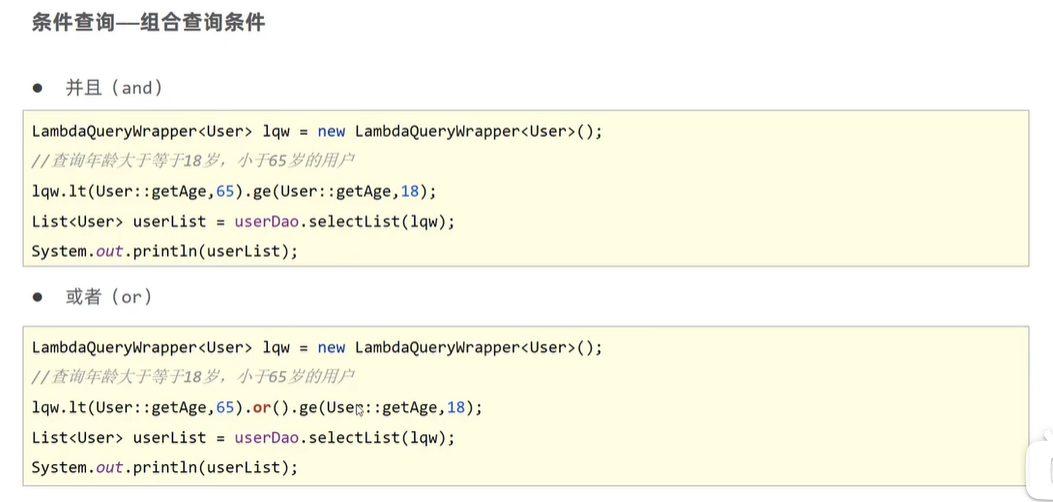 条件查询—组合查询条件
● 并且（and）
LambdaQueryWrapper<User> lqw = new LambdaQueryWrapper<User>();
//查询年龄大于等于18岁，小于65岁的用户
lqw.lt(User::getAge,65).ge(User::getAge,18);
List<User> userList = userDao.selectList(lqw);
System.out.println(userList);
● 或者（or）
LambdaQueryWrapper<User> lqw = new LambdaQueryWrapper<User>();
//查询年龄大于等于18岁，小于65岁的用户
lqw.lt(User::getAge,65).or().ge(User::getAge,18);
List<User> userList = userDao.selectList(lqw);
System.out.println(userList);